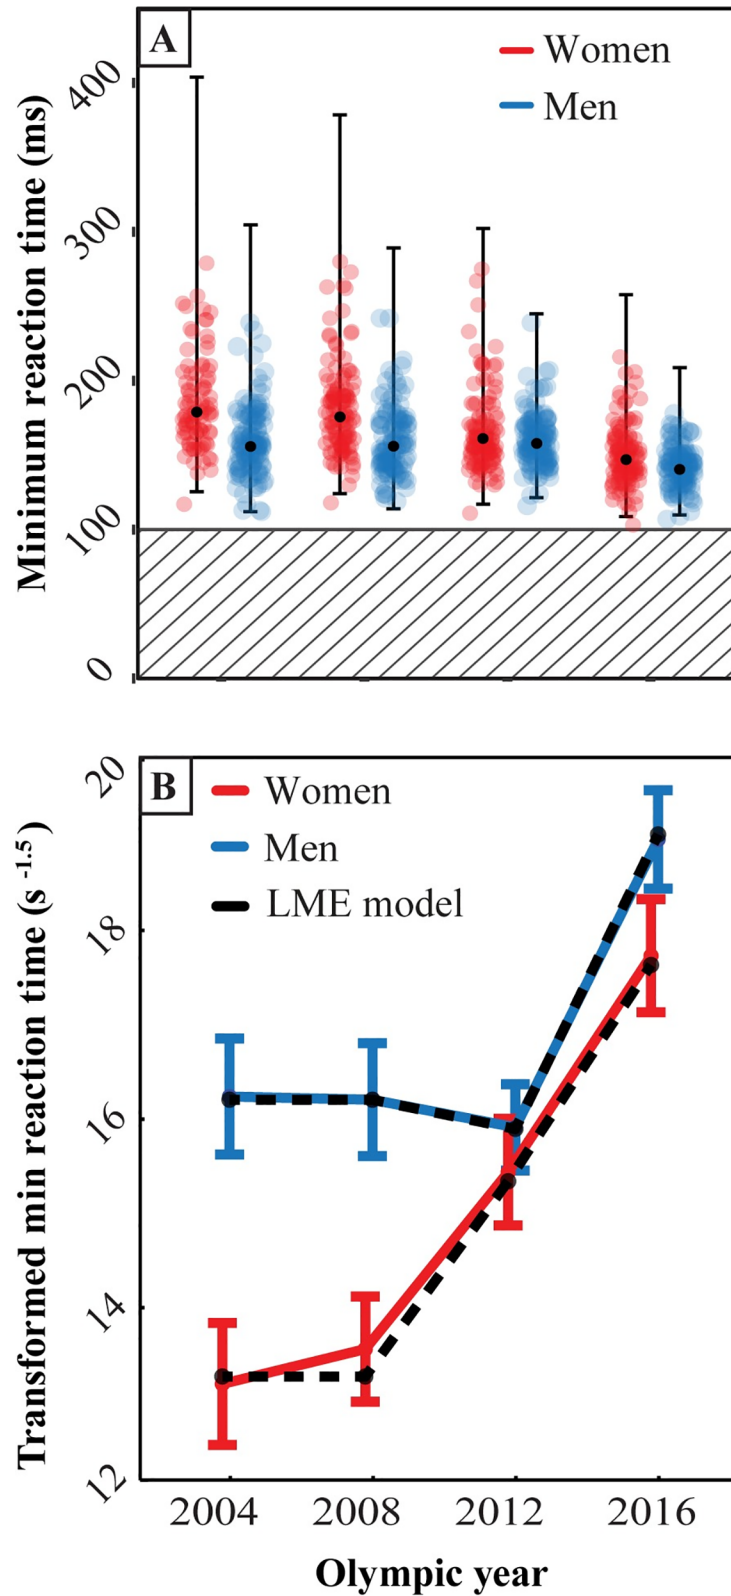 A
Women
Men
Minimum reaction time (ms)
400
300
200
100
0
B
Women
Men
LME model
Transformed min reaction time (s -1.5)
20
18
16
14
12
2004 2008 2012 2016
Olympic year